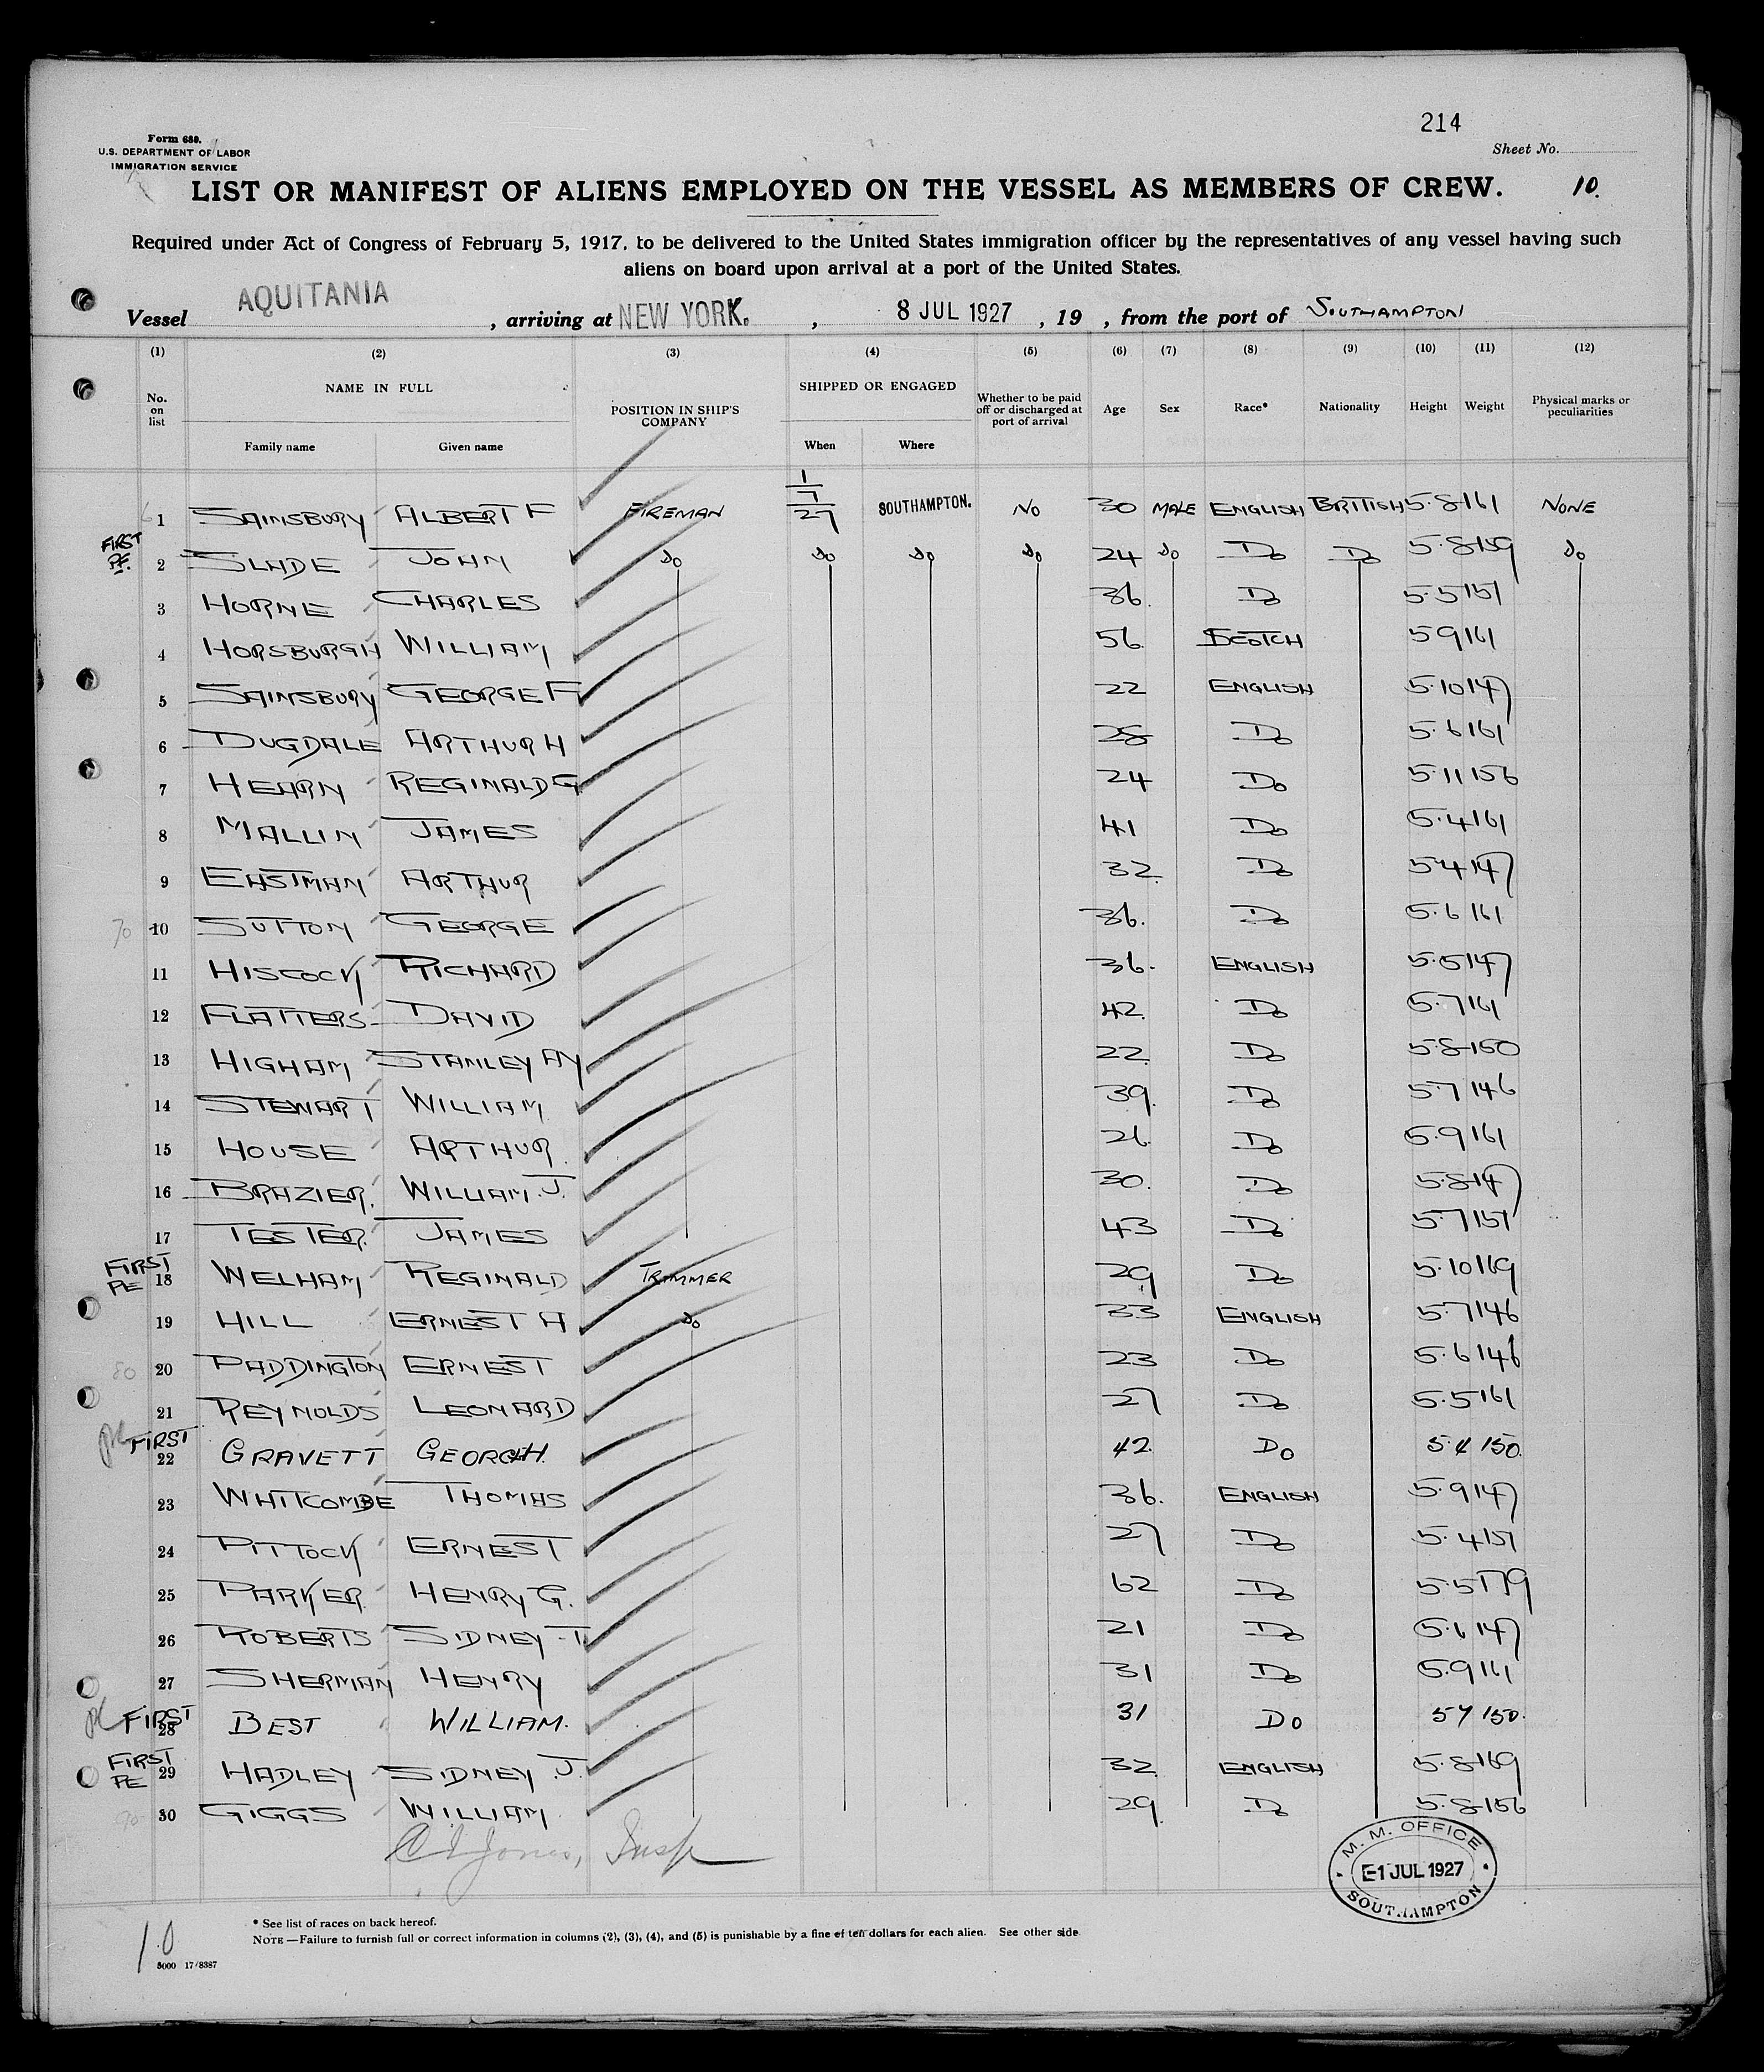 214
Form 680.
U.S. DEPARTMENT OF LABOR
IMMIGRATION SERVICE
Sheet No.
LIST OR MANIFEST OF ALIENS EMPLOYED ON THE VESSEL AS MEMBERS OF CREW. 10.
Required under Act of Congress of February 5, 1917, to be delivered to the United States immigration officer by the representatives of any vessel having such
aliens on board upon arrival at a port of the United States.
Vessel AQUITANIA, arriving at NEW YORK., 8 JUL 1927, 19 , from the port of SOUTHAMPTON
(1) (2) (3) (4) (5) (6) (7) (8) (9) (10) (11) (12)
No. on list NAME IN FULL POSITION IN SHIP'S COMPANY SHIPPED OR ENGAGED Whether to be paid off or discharged at port of arrival Age Sex Race* Nationality Height Weight Physical marks or peculiarities
Family name Given name When Where
1 SAINSBURY ALBERT F FIREMAN 1/7/27 SOUTHAMPTON. NO 30 MALE ENGLISH BRITISH 5.8 161 NONE
FIRST
PE. 2 SLADE JOHN Do Do Do Do 24 Do Do Do 5.8 159 Do
3 HORNE CHARLES 36. Do 5.5 151
4 HORSBURGH WILLIAM 56 SCOTCH 5 9 161
5 SAINSBURY GEORGE F 22 ENGLISH 5.10 147
6 DUGDALE ARTHUR H 28 Do 5.6 161
7 HEARN REGINALD G 24 Do 5.11 156
8 MALLIN JAMES 41 Do 5.4 161
9 EASTMAN ARTHUR 32. Do 5 4 147
70 10 SUTTON GEORGE 36. Do 5.6 161
11 HISCOCK RICHARD 36. ENGLISH 5.5 147
12 FLATTERS DAVID 42. Do 5.7 161
13 HIGHAM STANLEY 22. Do 5.8 150
14 STEWART WILLIAM 39. Do 5.7 146
15 HOUSE ARTHUR. 26. Do 5.9 161
16 BRAZIER. WILLIAM. J. 30. Do 5.8 147
17 TESTER. JAMES 43 Do 5.7 151
FIRST
PE 18 WELHAM REGINALD TRIMMER 29 Do 5.10 169
19 HILL ERNEST A Do 33 ENGLISH 5.7 146
80 20 PADDINGTON ERNEST 23 Do 5.6 146
21 REYNOLDS LEONARD 27 Do 5.5 161
FIRST
22 GRAVETT GEORGE H. 42. Do 5.4 150.
23 WHITCOMBE THOMAS 36. ENGLISH 5.9 147
24 PITTOCK ERNEST 27 Do 5.4 151
25 PARKER HENRY G. 62 Do 5.5 179
26 ROBERTS SIDNEY T 21 Do 5.6 147
27 SHERMAN HENRY 31 Do 5.9 161
FIRST
28 BEST WILLIAM. 31 Do 5 7 150.
FIRST
PE 29 HADLEY SIDNEY J. 32. ENGLISH 5.8 169
90 30 GIGGS WILLIAM. 29. Do 5.8 156
Jones, Insp
M. M. OFFICE
E-1 JUL 1927
SOUTHAMPTON
* See list of races on back hereof.
NOTE —Failure to furnish full or correct information in columns (2), (3), (4), and (5) is punishable by a fine of ten dollars for each alien. See other side.
10
5000 17/8387